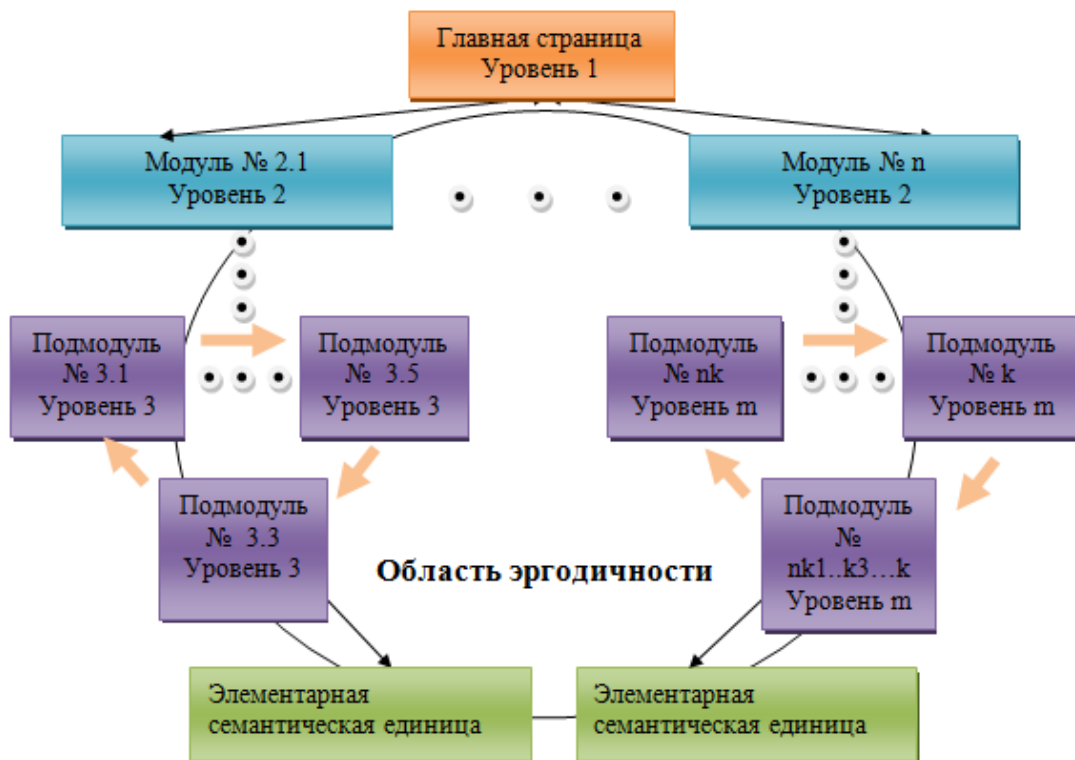 Главная страница
Уровень 1
Модуль № 2.1
Уровень 2
Модуль № n
Уровень 2
Подмодуль
№ 3.1
Уровень 3
Подмодуль
№ 3.5
Уровень 3
Подмодуль
№ nk
Уровень m
Подмодуль
№ k
Уровень m
Подмодуль
№ 3.3
Уровень 3
Подмодуль
№
nk1..k3…k
Уровень m
Область эргодичности
Элементарная
семантическая единица
Элементарная
семантическая единица